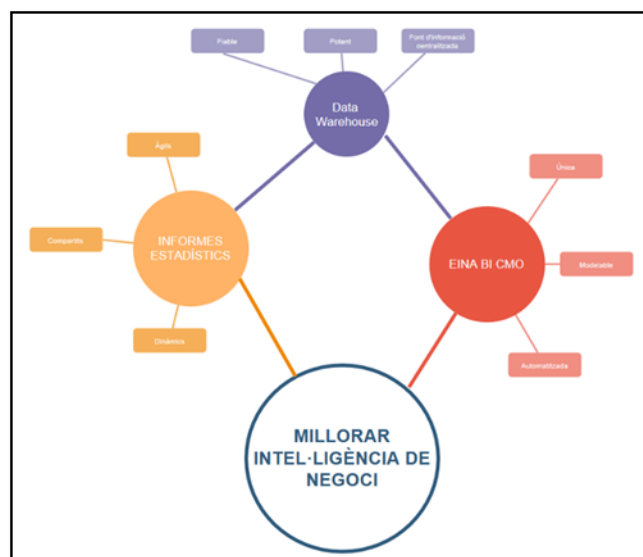 Fiable
Potent
Font d'informació
centralitzada
Data
Warehouse
Àgils
Única
Compartits
INFORMES
ESTADÍSTICS
EINA BI CMO
Modelable
Dinàmics
Automatitzada
MILLORAR
INTEL·LIGÈNCIA DE
NEGOCI